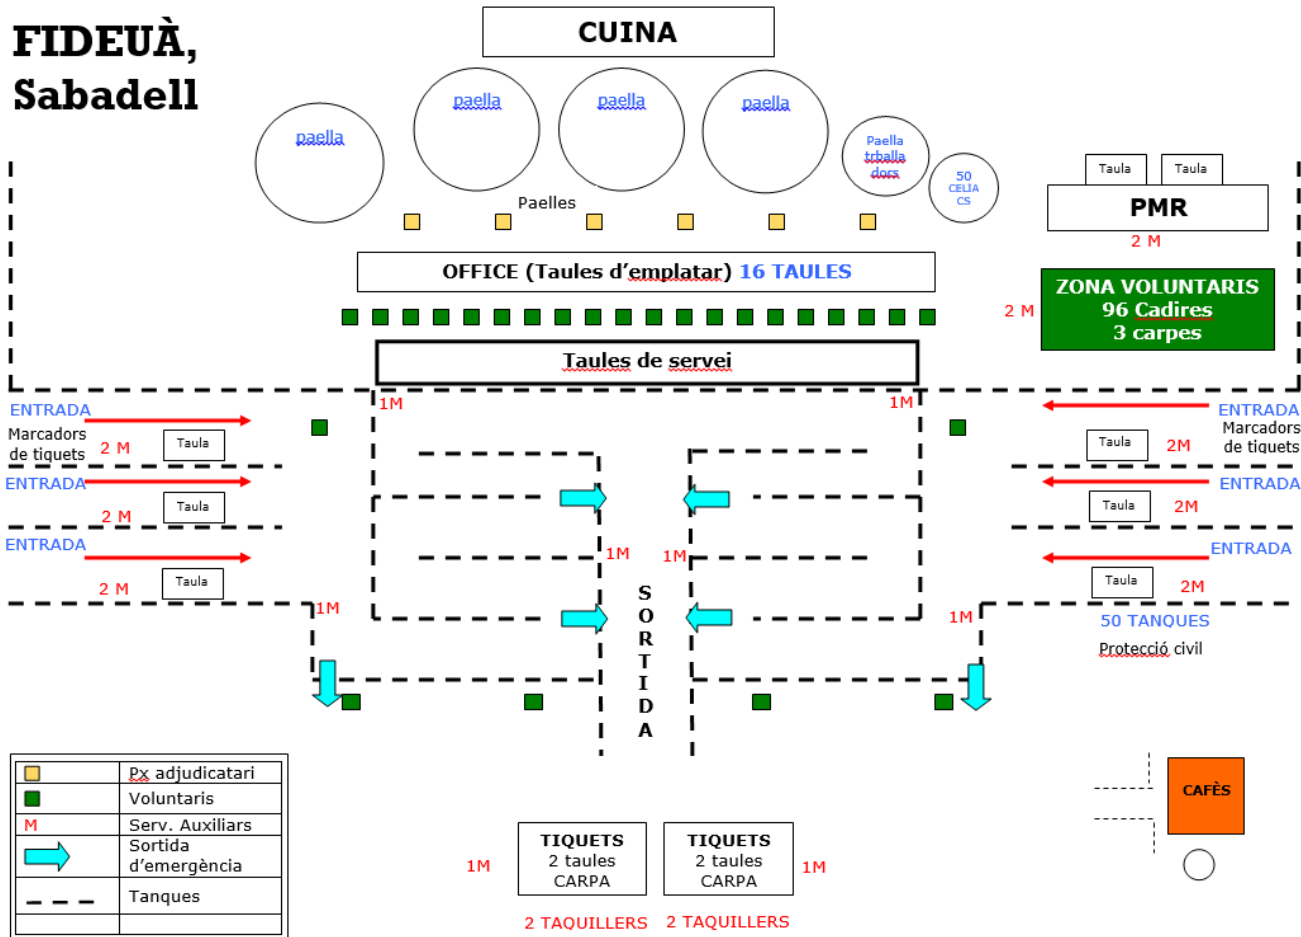 FIDEUÀ,
Sabadell
CUINA
paella
paella
paella
paella
Paella
trballa
dors
50
CELIA
CS
Paelles
Taula
Taula
PMR
2 M
OFFICE (Taules d'emplatar) 16 TAULES
ZONA VOLUNTARIS
96 Cadires
3 carpes
2 M
Taules de servei
1M
1M
ENTRADA
Marcadors
de tiquets
2 M
Taula
ENTRADA
2 M
Taula
ENTRADA
2 M
Taula
1M
ENTRADA
Marcadors
de tiquets
Taula
2M
ENTRADA
Taula
2M
ENTRADA
Taula
2M
1M
1M
1M
SORTIDA
50 TANQUES
Protecció civil
Px adjudicatari
Voluntaris
M
Serv. Auxiliars
Sortida
d'emergència
Tanques
TIQUETS
2 taules
CARPA
TIQUETS
2 taules
CARPA
1M
1M
2 TAQUILLERS
2 TAQUILLERS
CAFÈS